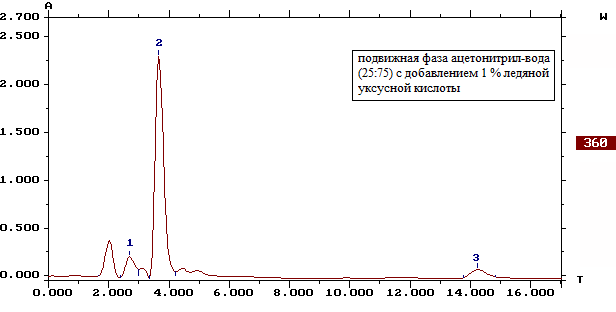 A
W
2.700
2.500
2
подвижная фаза ацетонитрил-вода
(25:75) с добавлением 1 % ледяной
уксусной кислоты
2.000
1.500
360
1.000
0.500
1
3
0.000
T
0.000 2.000 4.000 6.000 8.000 10.000 12.000 14.000 16.000